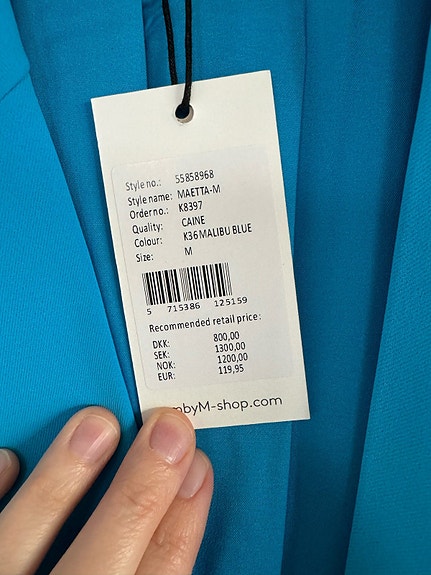 Style no.: 55858968
Style name: MAETTA-M
Order no.: K8397
Quality: CAINE
Colour: K36 MALIBU BLUE
Size: M
5 715386 125159
Recommended retail price:
DKK: 800,00
SEK: 1300,00
NOK: 1200,00
EUR: 119,95
mbyM-shop.com